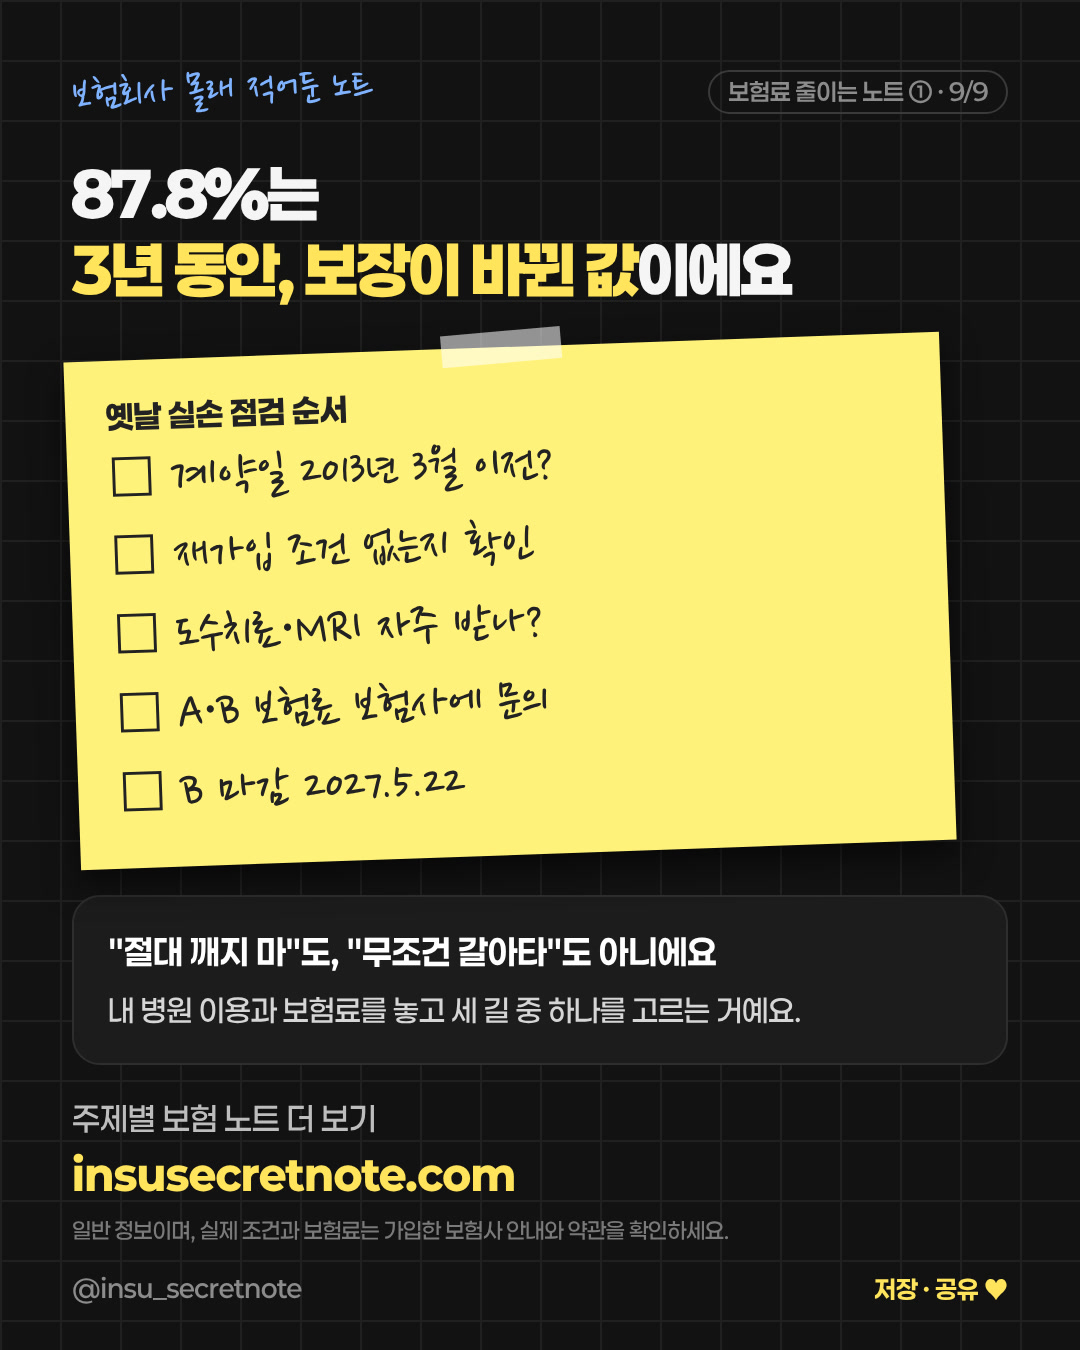 보험회사 몰래 적어둔 노트
보험료 줄이는 노트 ① · 9/9
87.8%는
3년 동안, 보장이 바뀐 값이에요
옛날 실손 점검 순서
계약일 2013년 3월 이전?
재가입 조건 없는지 확인
도수치료·MRI 자주 받나?
A·B 보험료 보험사에 문의
B 마감 2027.5.22
"절대 깨지 마"도, "무조건 갈아타"도 아니에요
내 병원 이용과 보험료를 놓고 세 길 중 하나를 고르는 거예요.
주제별 보험 노트 더 보기
insusecretnote.com
일반 정보이며, 실제 조건과 보험료는 가입한 보험사 안내와 약관을 확인하세요.
@insu_secretnote
저장 · 공유 ♥